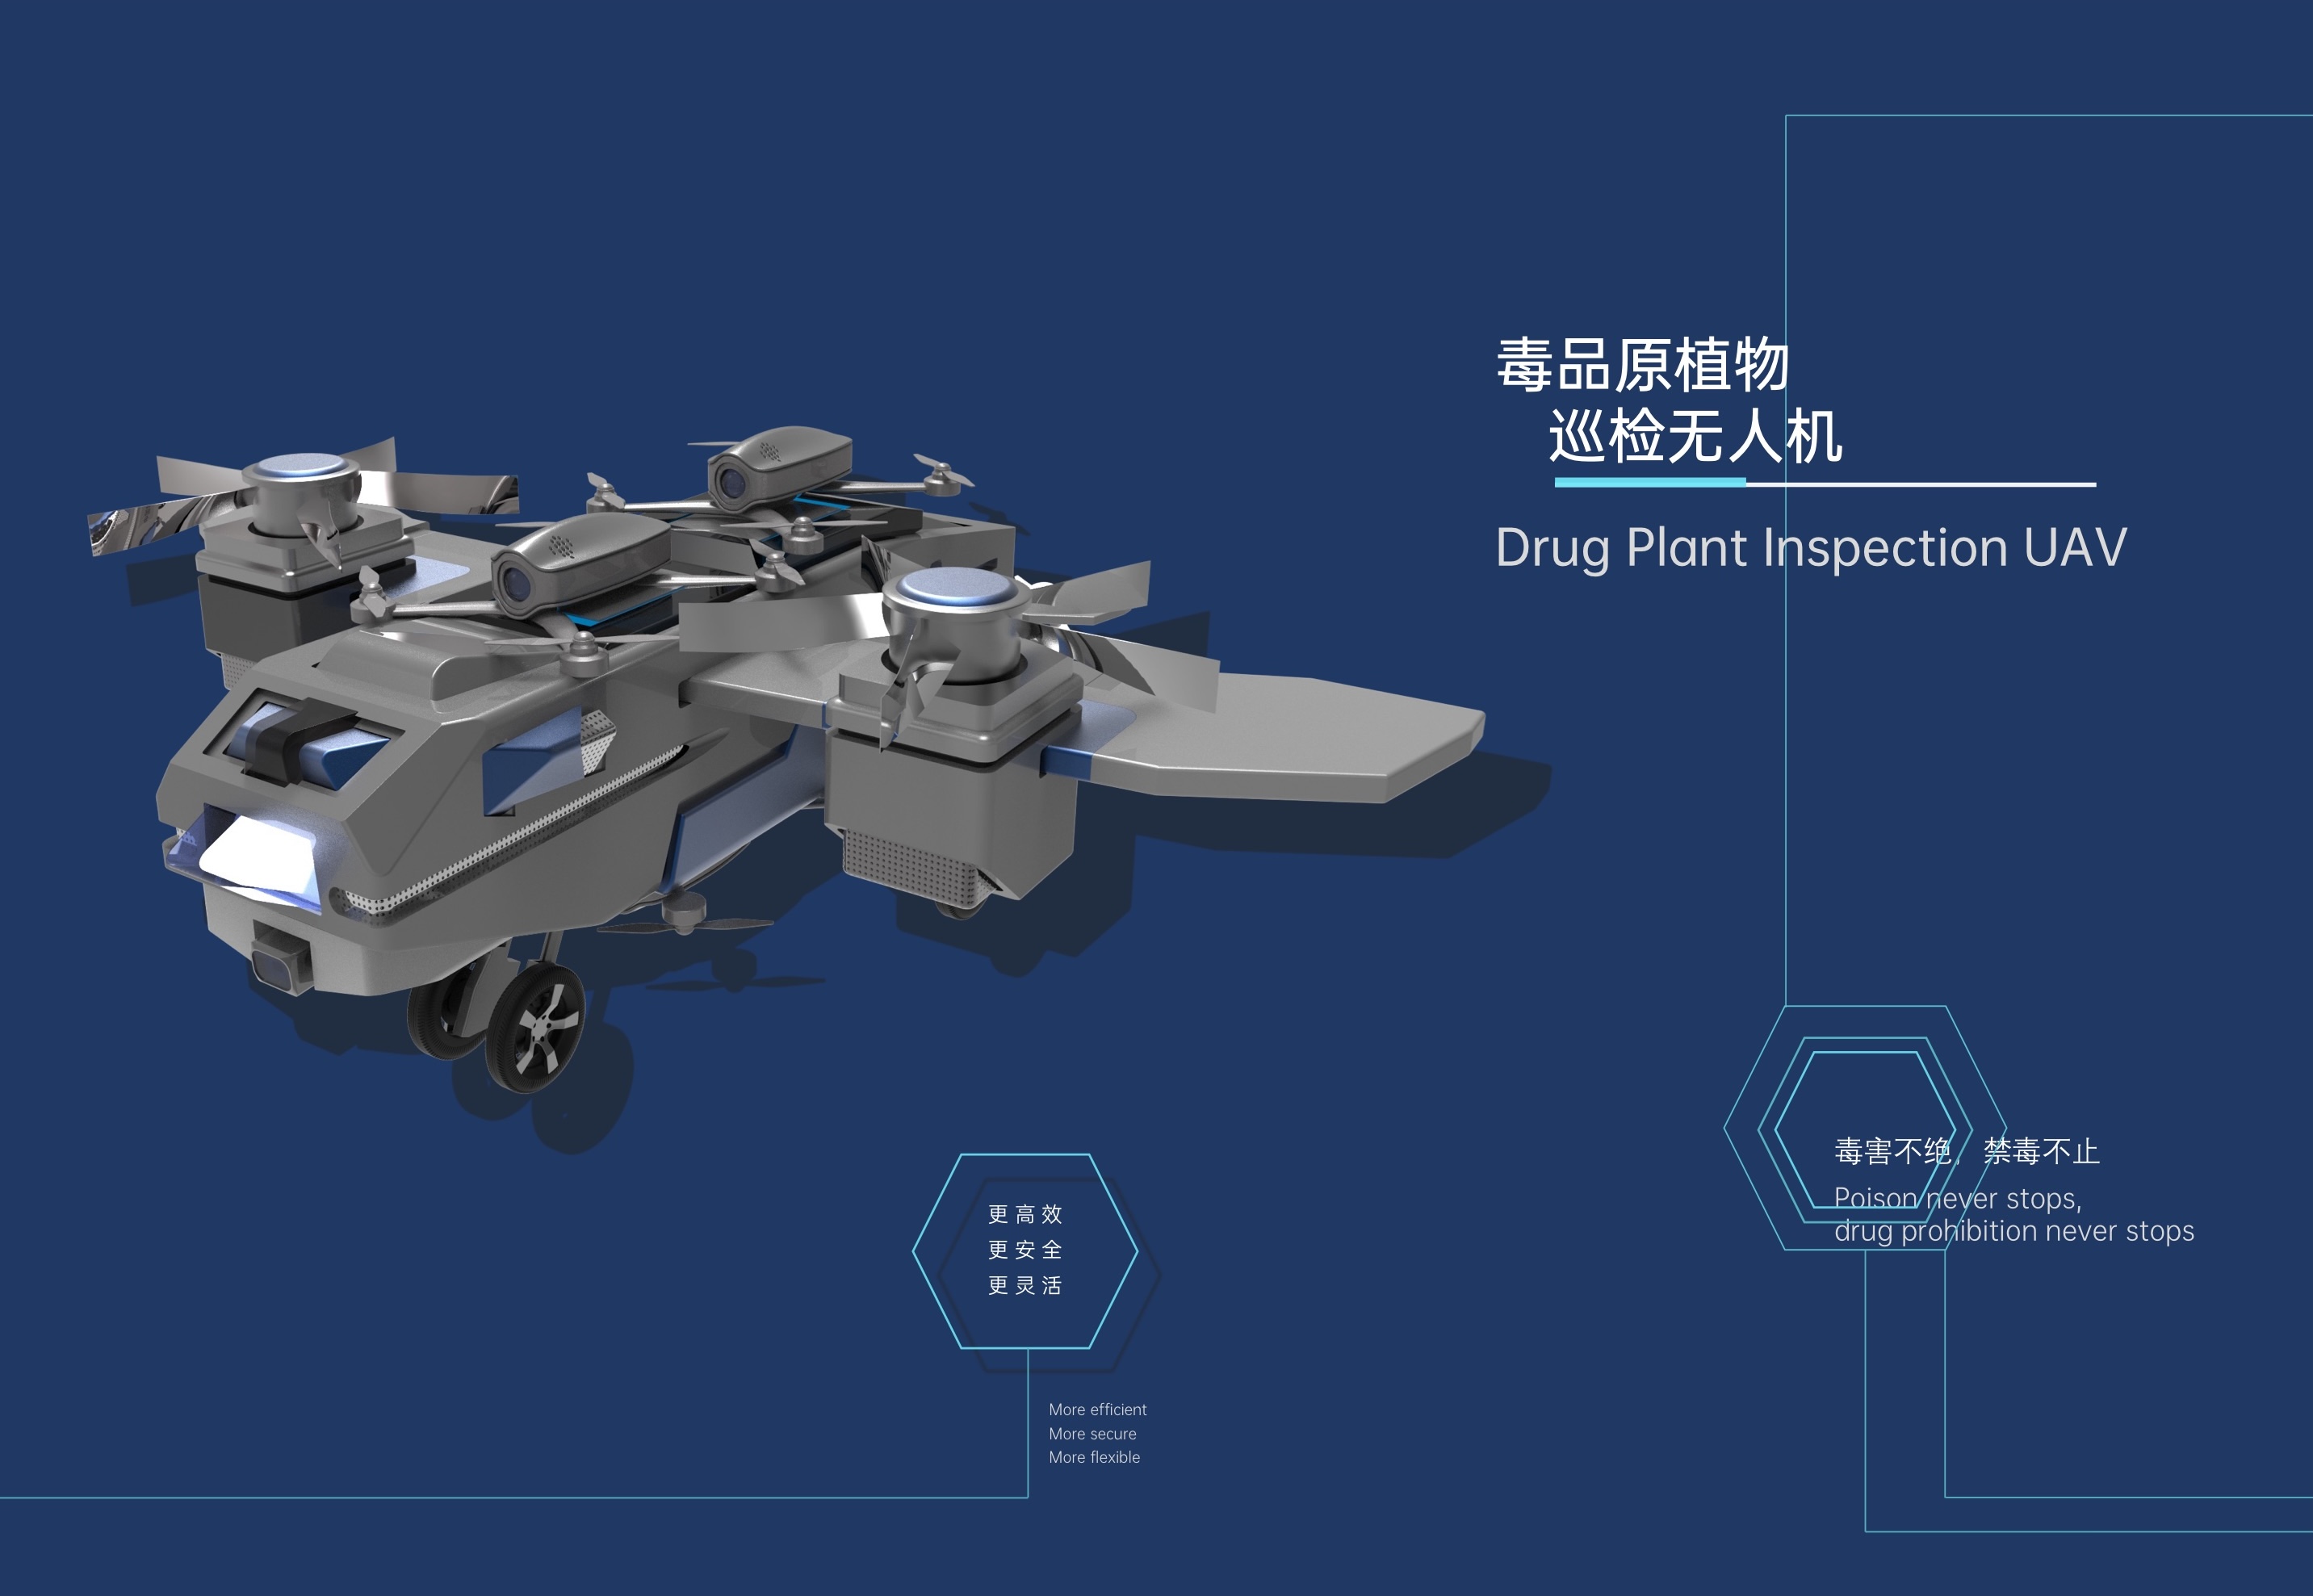 毒品原植物
巡检无人机
Drug Plant Inspection UAV
毒害不绝，禁毒不止
Poison never stops,
drug prohibition never stops
更高效
更安全
更灵活
More efficient
More secure
More flexible